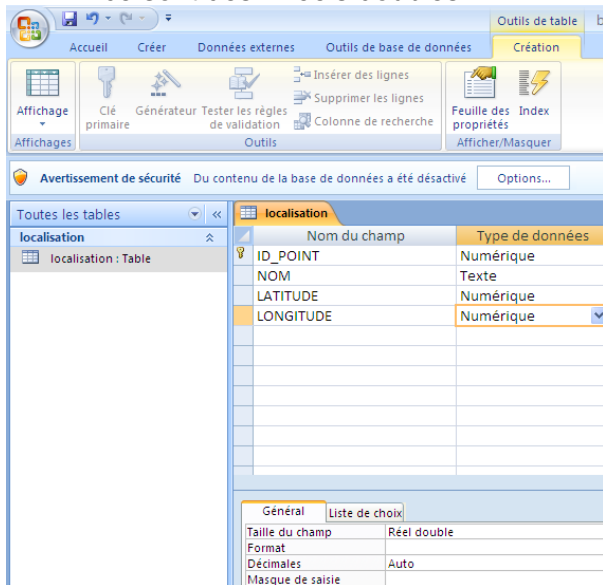 Outils de table
Accueil Créer Données externes Outils de base de données Création
Affichage
Clé primaire
Générateur
Tester les règles de validation
Insérer des lignes
Supprimer les lignes
Colonne de recherche
Feuille des propriétés
Index
Affichages Outils Afficher/Masquer
Avertissement de sécurité Du contenu de la base de données a été désactivé Options...
Toutes les tables «
localisation
localisation : Table
localisation
Nom du champ Type de données
ID_POINT Numérique
NOM Texte
LATITUDE Numérique
LONGITUDE Numérique
Général Liste de choix
Taille du champ Réel double
Format
Décimales Auto
Masque de saisie